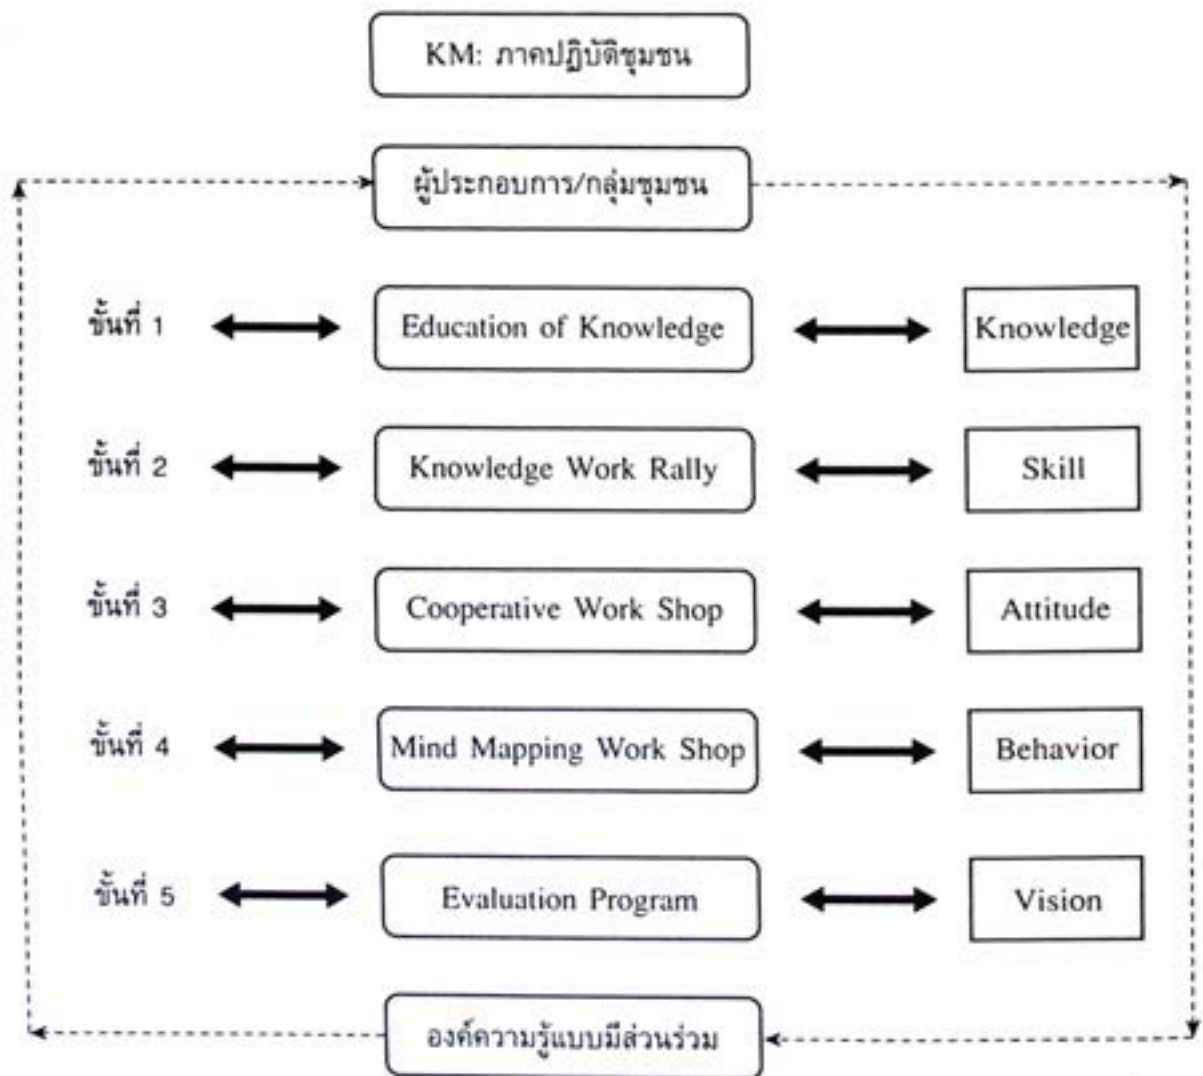 KM: ภาคปฏิบัติชุมชน
ผู้ประกอบการ/กลุ่มชุมชน
ขั้นที่ 1 Education of Knowledge Knowledge
ขั้นที่ 2 Knowledge Work Rally Skill
ขั้นที่ 3 Cooperative Work Shop Attitude
ขั้นที่ 4 Mind Mapping Work Shop Behavior
ขั้นที่ 5 Evaluation Program Vision
องค์ความรู้แบบมีส่วนร่วม